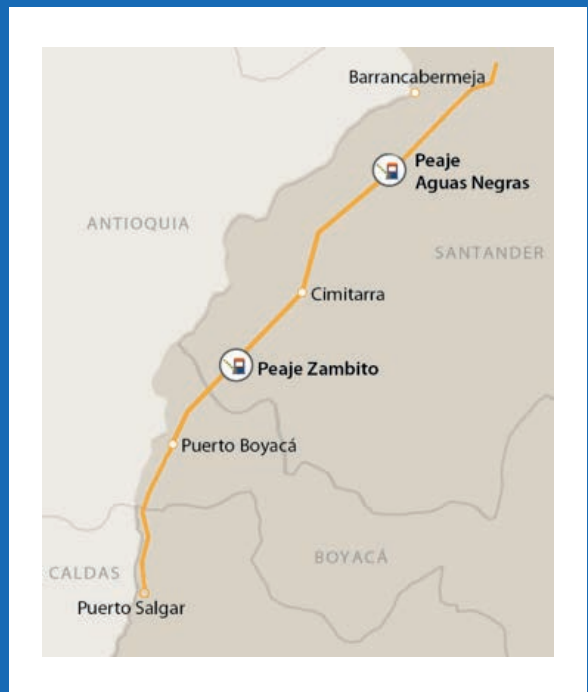 Barrancabermeja
Peaje
Aguas Negras
ANTIOQUIA
SANTANDER
Cimitarra
Peaje Zambito
Puerto Boyacá
BOYACÁ
CALDAS
Puerto Salgar